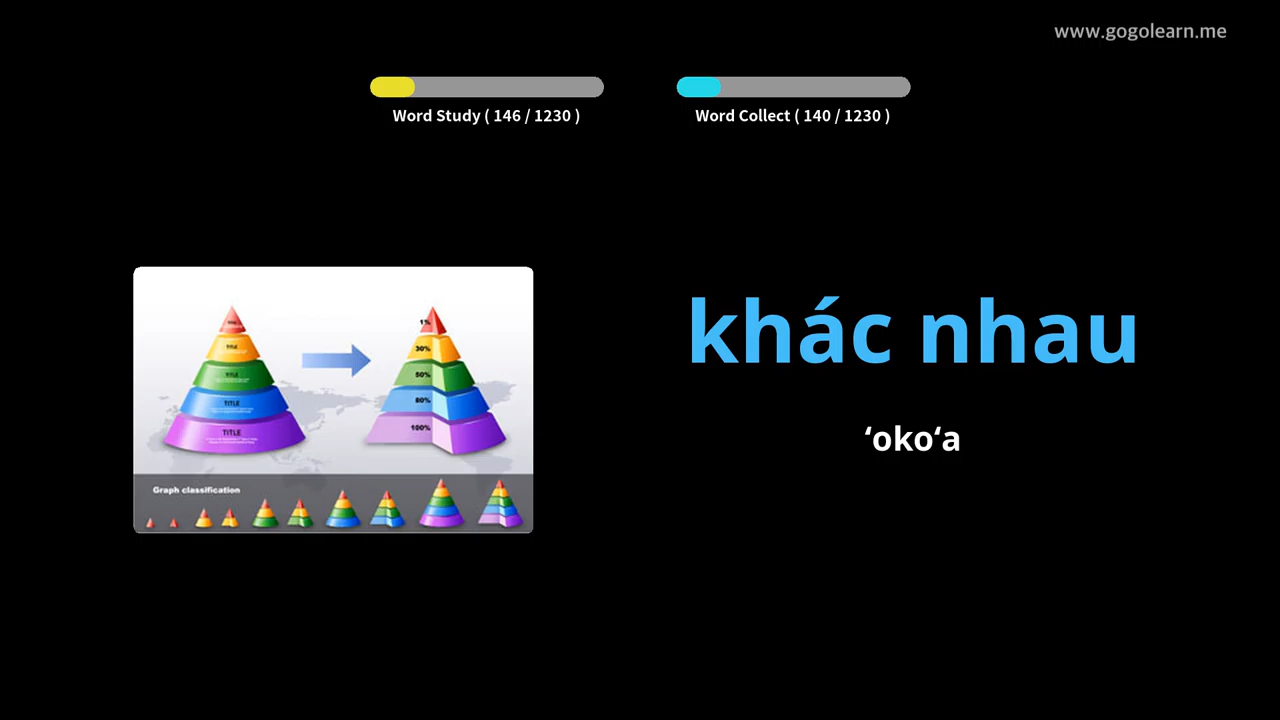 www.gogolearn.me
Word Study ( 146 / 1230 )
Word Collect ( 140 / 1230 )
khác nhau
ʻokoʻa
TITLE
TITLE
TITLE
TITLE
1%
30%
50%
80%
100%
Graph classification